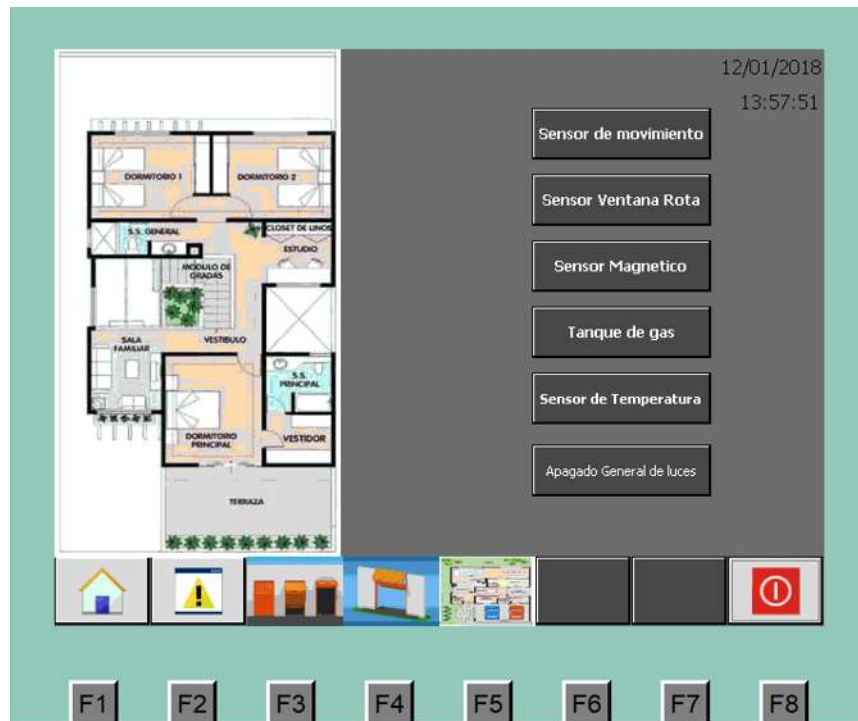 12/01/2018
13:57:51
Sensor de movimiento
Sensor Ventana Rota
Sensor Magnetico
Tanque de gas
Sensor de Temperatura
Apagado General de luces
DORMITORIO 1
DORMITORIO 2
S.S. GENERAL
CLOSET DE LINOS
ESTUDIO
MODULO DE
GRADAS
SALA
FAMILIAR
VESTIBULO
S.S.
PRINCIPAL
DORMITORIO
PRINCIPAL
VESTIDOR
TERRAZA
F1
F2
F3
F4
F5
F6
F7
F8